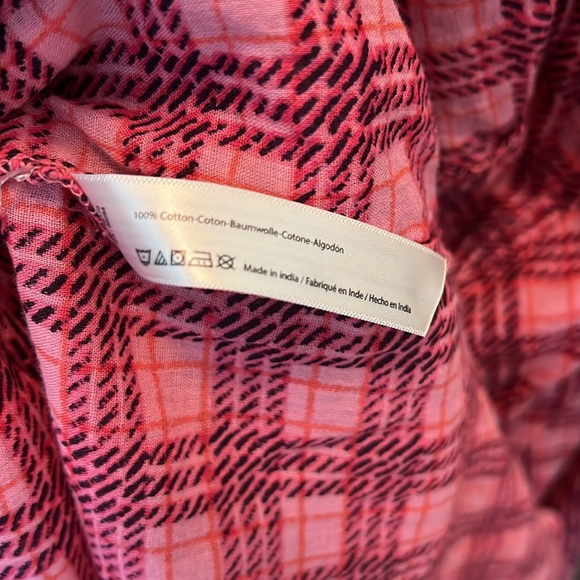 100% Cotton-Coton-Baumwolle-Cotone-Algodón
Made in india / Fabriqué en Inde / Hecho en India